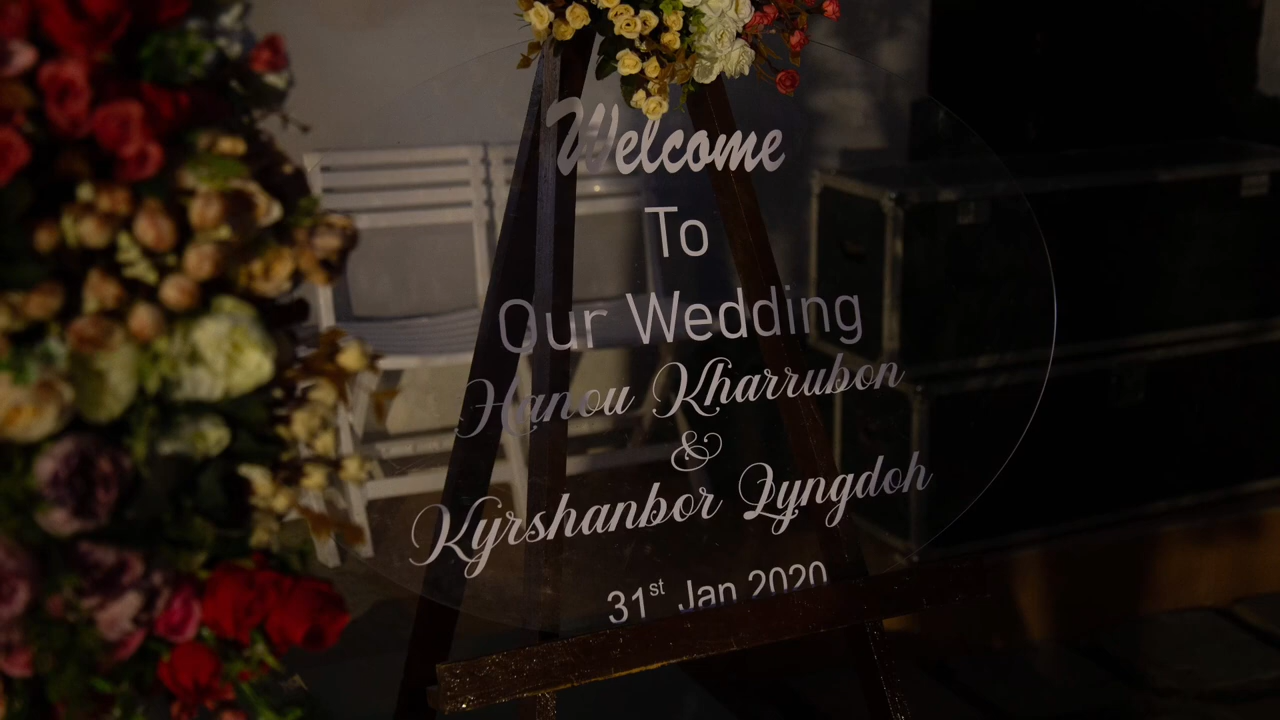 Welcome
To
Our Wedding
Hanou Kharrubon
&
Kyrshanbor Lyngdoh
31st Jan 2020